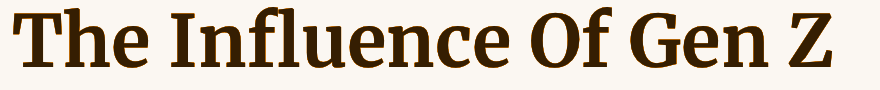 The Influence Of Gen Z